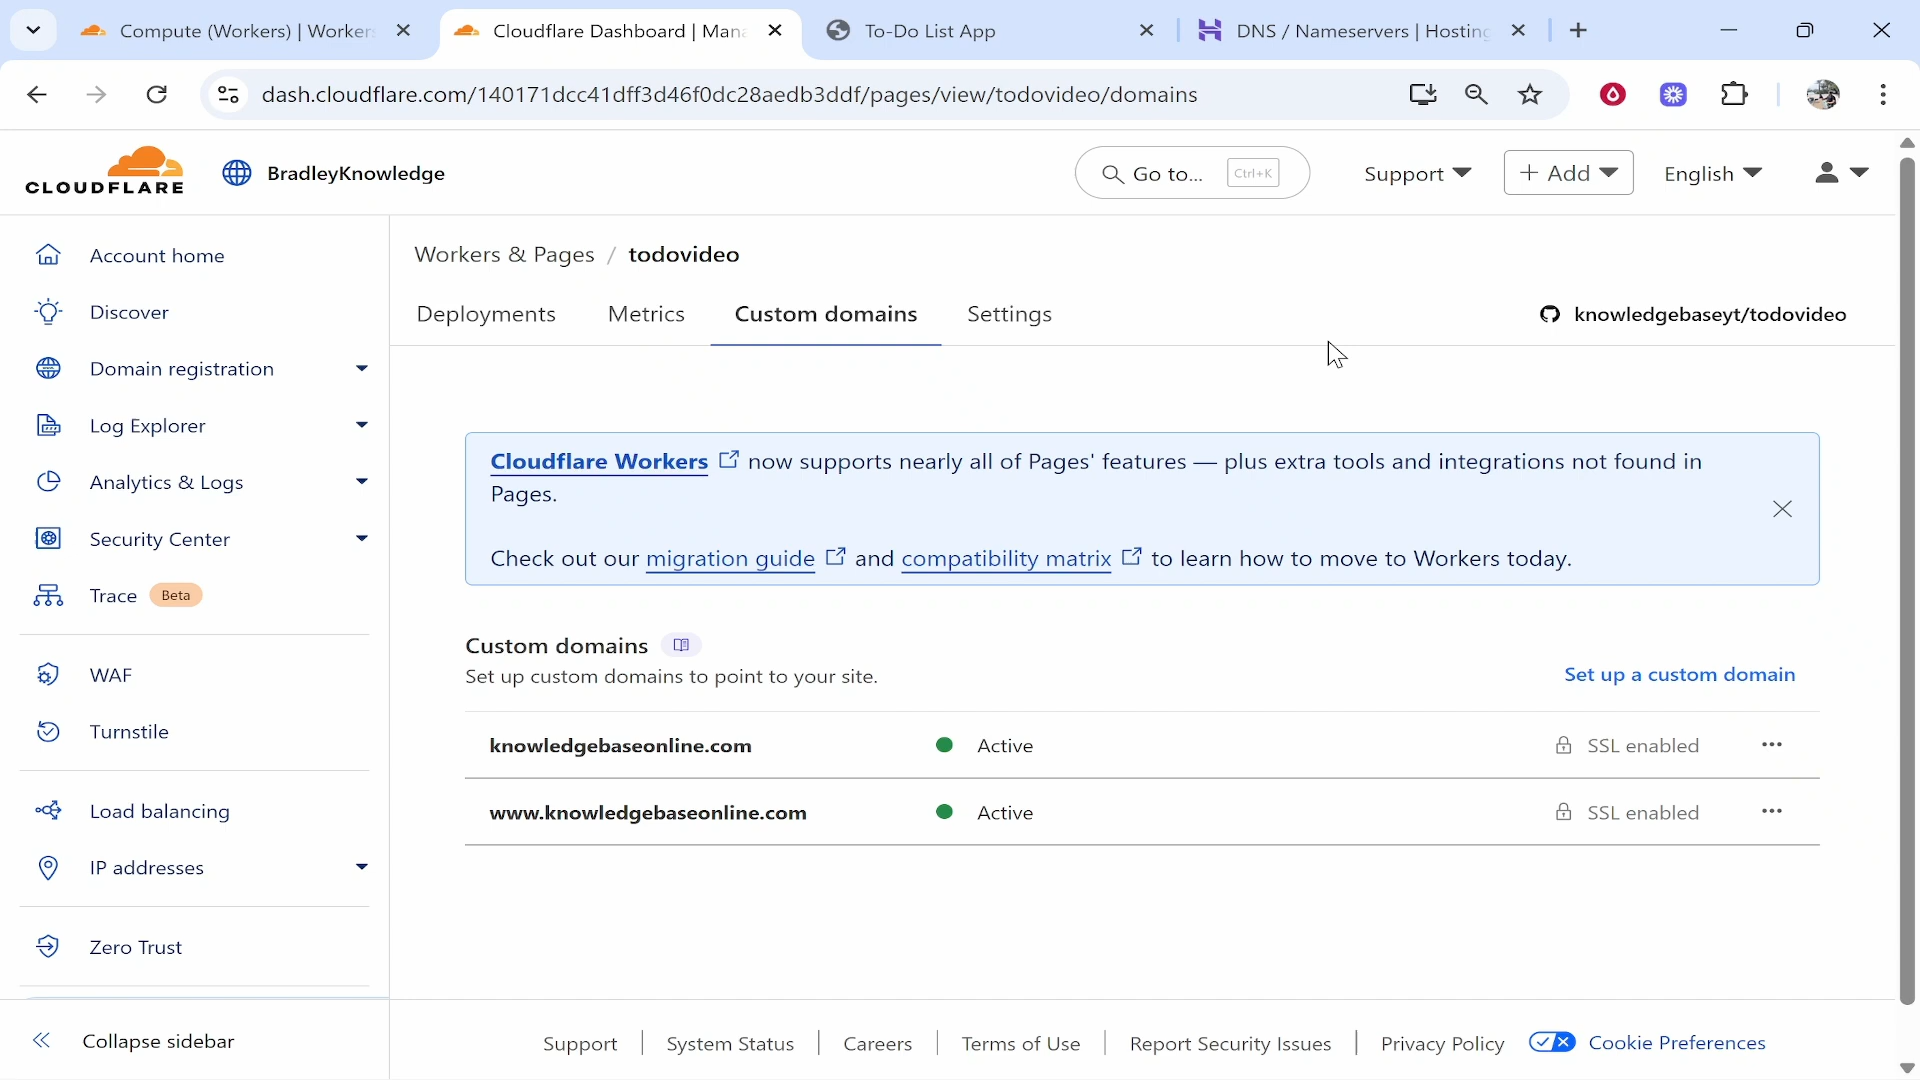 Compute (Workers) | Worker
Cloudflare Dashboard | Mana
To-Do List App
DNS / Nameservers | Hosting
dash.cloudflare.com/140171dcc41dff3d46f0dc28aedb3ddf/pages/view/todovideo/domains
CLOUDFLARE
BradleyKnowledge
Go to...
Ctrl+K
Support
Add
English
Account home
Discover
Domain registration
Log Explorer
Analytics & Logs
Security Center
Trace Beta
WAF
Turnstile
Load balancing
IP addresses
Zero Trust
Collapse sidebar
Workers & Pages / todovideo
Deployments
Metrics
Custom domains
Settings
knowledgebaseyt/todovideo
Cloudflare Workers now supports nearly all of Pages' features — plus extra tools and integrations not found in
Pages.
Check out our migration guide and compatibility matrix to learn how to move to Workers today.
Custom domains
Set up custom domains to point to your site.
Set up a custom domain
knowledgebaseonline.com Active SSL enabled
www.knowledgebaseonline.com Active SSL enabled
Support | System Status | Careers | Terms of Use | Report Security Issues | Privacy Policy Cookie Preferences